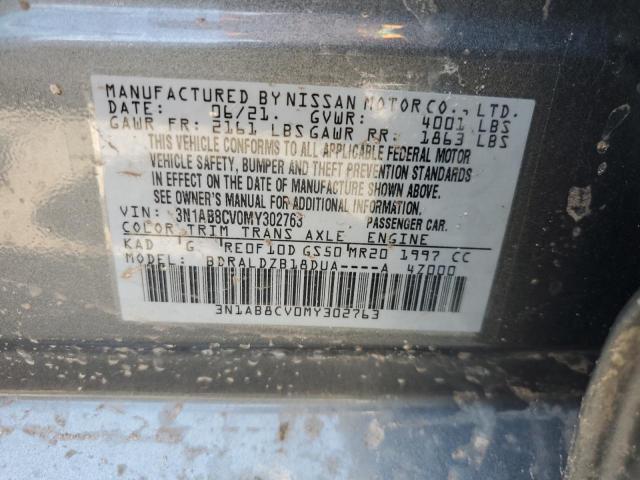 MANUFACTURED BY NISSAN MOTOR CO., LTD.
DATE: 06/21. GVWR: 4001 LBS
GAWR FR: 2161 LBS GAWR RR: 1863 LBS
THIS VEHICLE CONFORMS TO ALL APPLICABLE FEDERAL MOTOR
VEHICLE SAFETY, BUMPER AND THEFT PREVENTION STANDARDS
IN EFFECT ON THE DATE OF MANUFACTURE SHOWN ABOVE.
SEE OWNER'S MANUAL FOR ADDITIONAL INFORMATION.
VIN: 3N1AB8CV0MY302763 PASSENGER CAR.
COLOR TRIM TRANS AXLE ENGINE
KAD G RE0F10D GS50 MR20 1997 CC
MODEL: BDRALDZB18DUA----A 4Z000
3N1AB8CV0MY302763